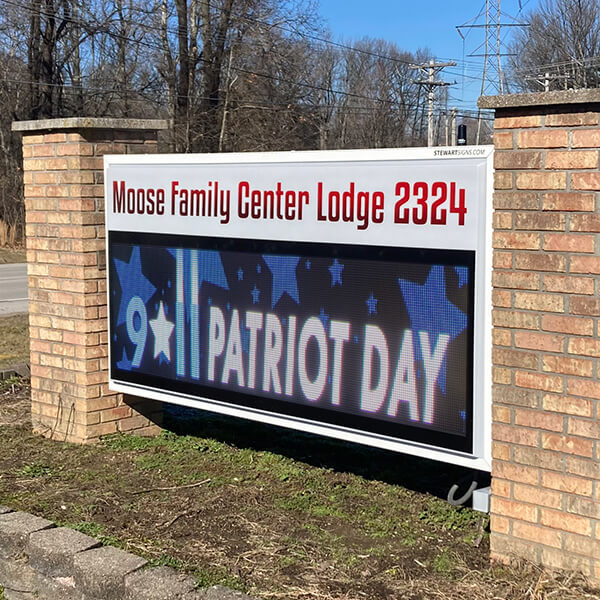 STEWARTSIGNS.COM
Moose Family Center Lodge 2324
9★11 PATRIOT DAY